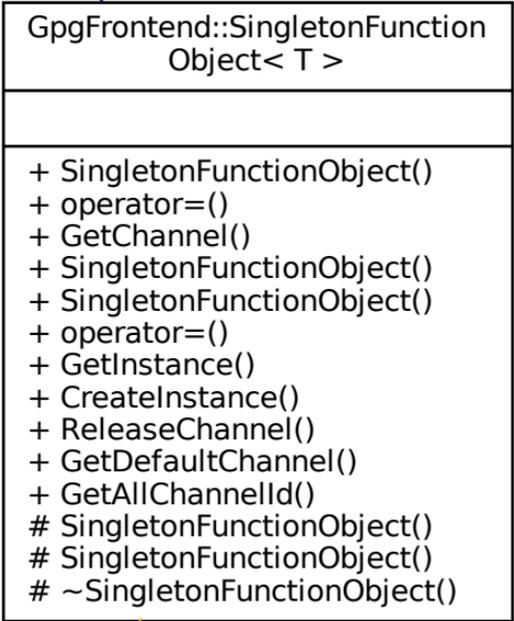 GpgFrontend::SingletonFunction
Object< T >
+ SingletonFunctionObject()
+ operator=()
+ GetChannel()
+ SingletonFunctionObject()
+ SingletonFunctionObject()
+ operator=()
+ GetInstance()
+ CreateInstance()
+ ReleaseChannel()
+ GetDefaultChannel()
+ GetAllChannelId()
# SingletonFunctionObject()
# SingletonFunctionObject()
# ~SingletonFunctionObject()